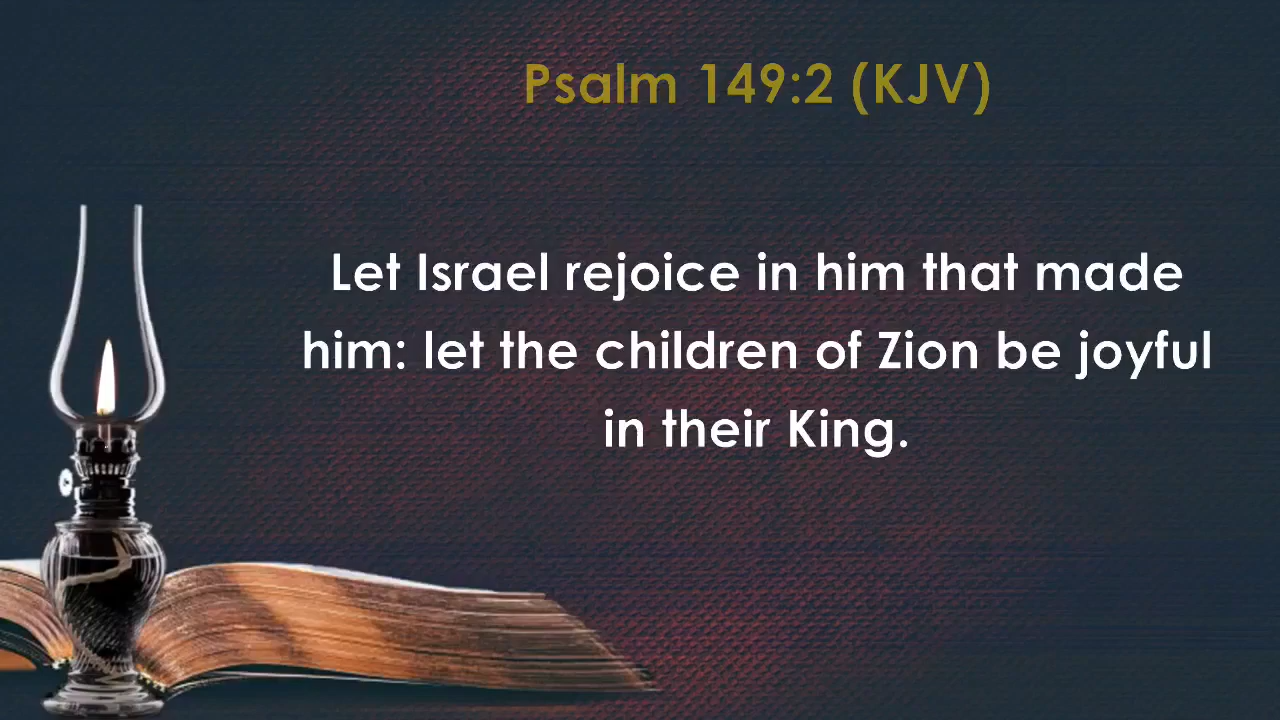 Psalm 149:2 (KJV)
Let Israel rejoice in him that made
him: let the children of Zion be joyful
in their King.